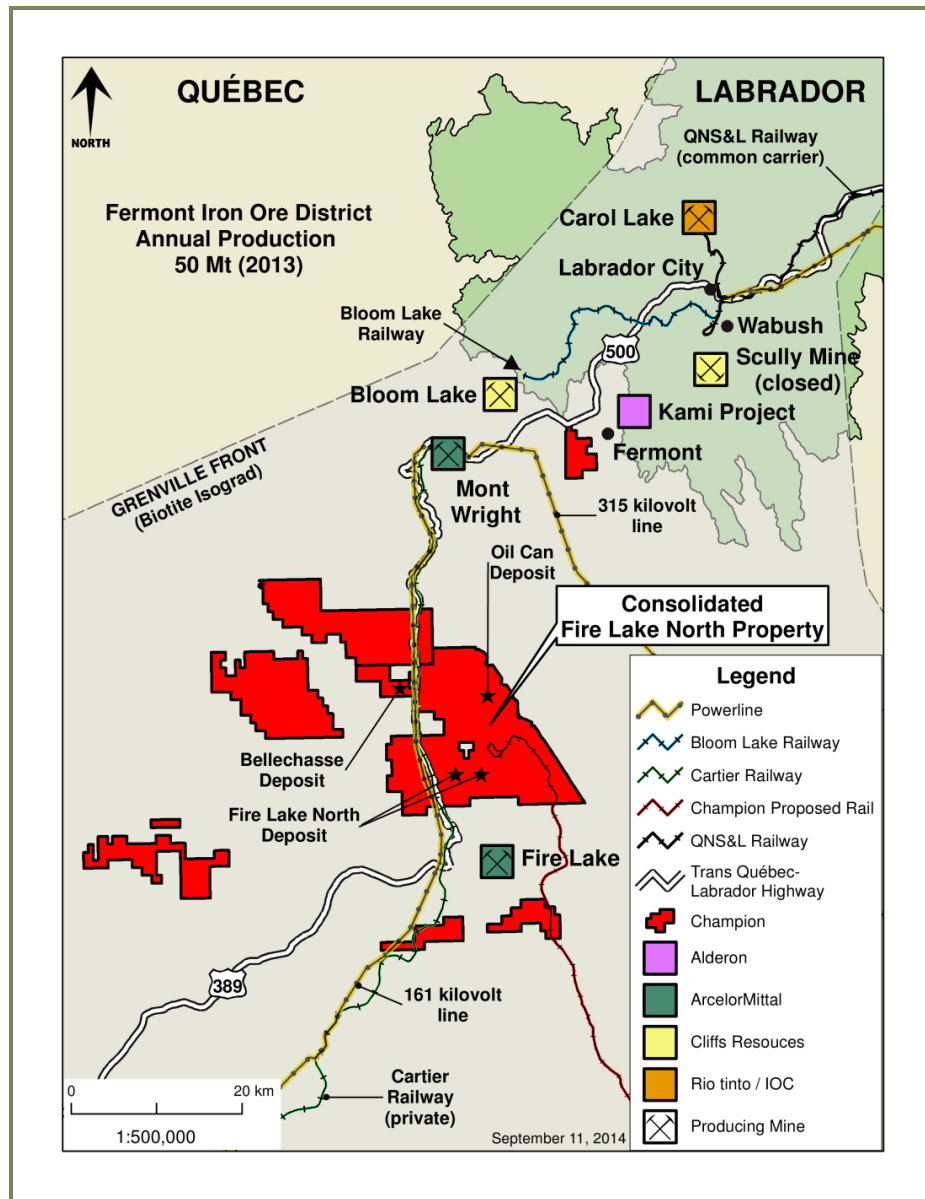 QUÉBEC
LABRADOR
NORTH
QNS&L Railway
(common carrier)
Fermont Iron Ore District
Annual Production
50 Mt (2013)
Carol Lake
Labrador City
Bloom Lake
Railway
Wabush
500
Scully Mine
(closed)
Bloom Lake
Kami Project
Fermont
GRENVILLE FRONT
(Biotite Isograd)
Mont
Wright
315 kilovolt
line
Oil Can
Deposit
Consolidated
Fire Lake North Property
Bellechasse
Deposit
Fire Lake North
Deposit
Fire Lake
389
161 kilovolt
line
Cartier
Railway
(private)
Legend
Powerline
Bloom Lake Railway
Cartier Railway
Champion Proposed Rail
QNS&L Railway
Trans Québec-
Labrador Highway
Champion
Alderon
ArcelorMittal
Cliffs Resouces
Rio tinto / IOC
Producing Mine
0 20 km
1:500,000
September 11, 2014